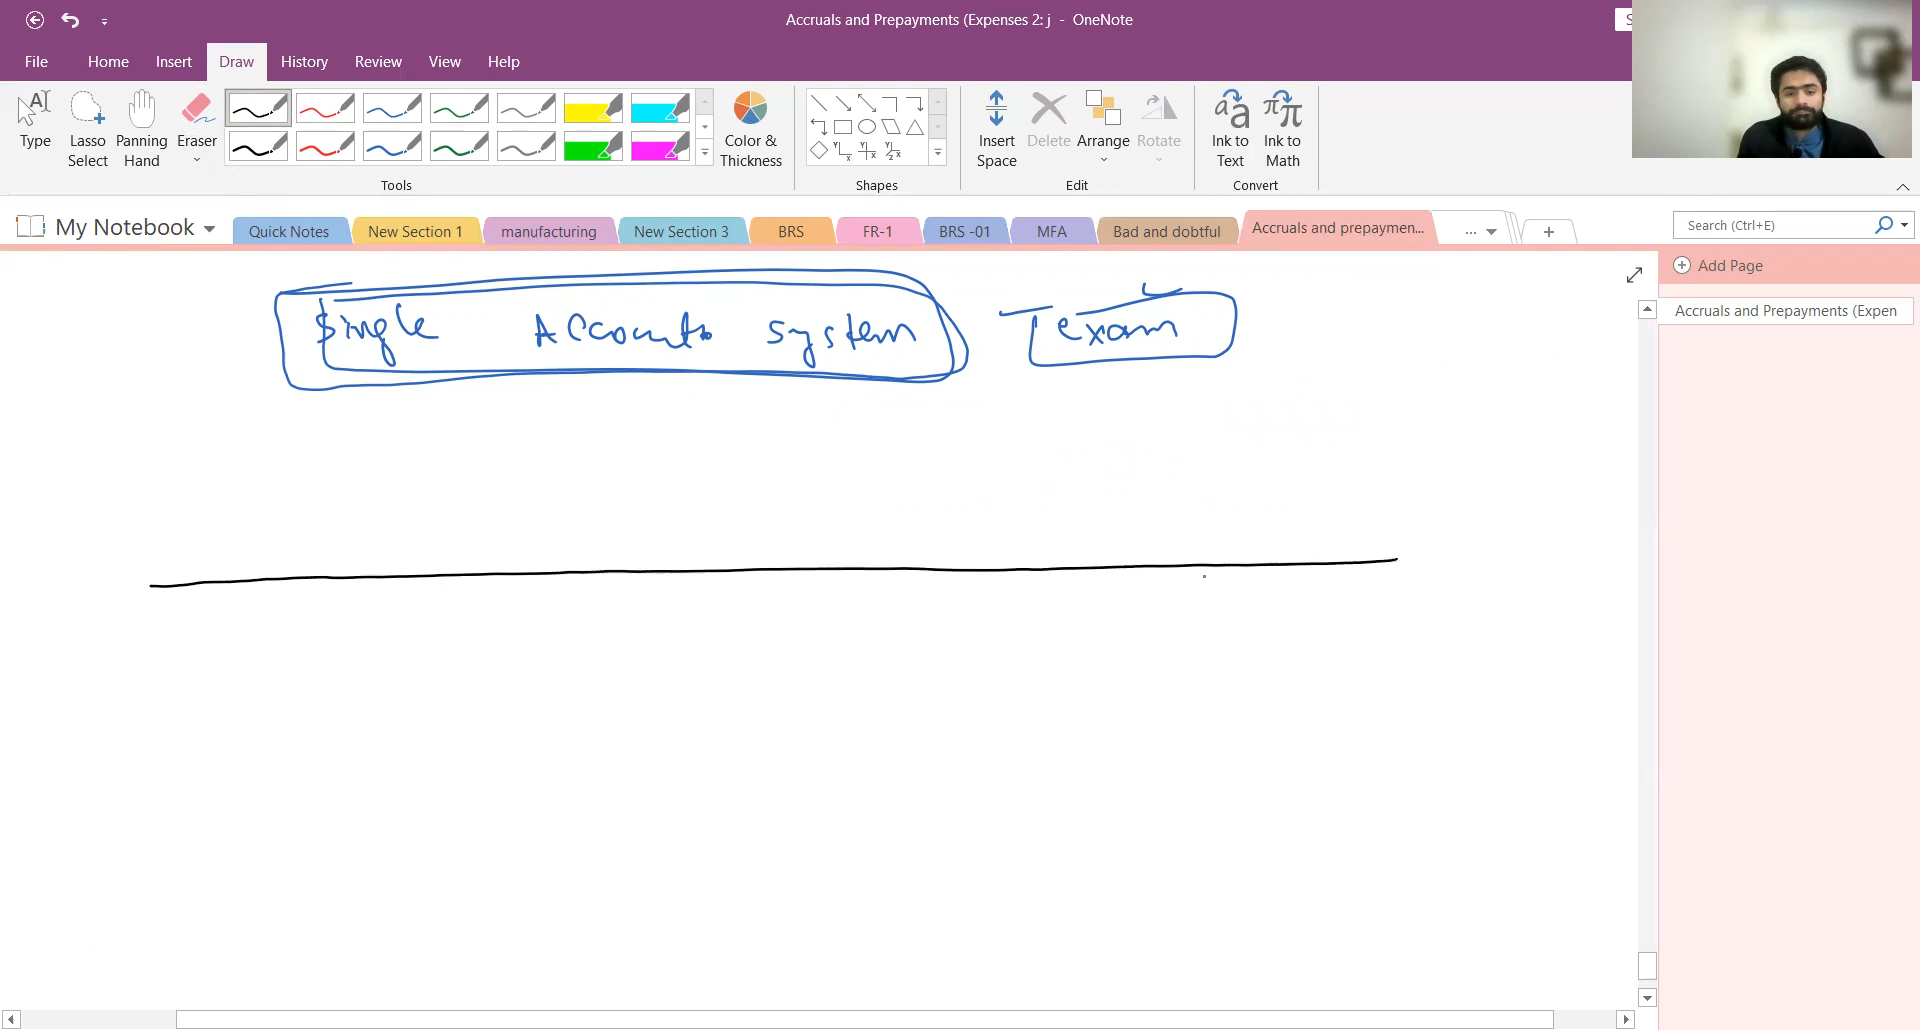 Accruals and Prepayments (Expenses 2: j - OneNote
S
File Home Insert Draw History Review View Help
Type
Lasso Select
Panning Hand
Eraser
Color & Thickness
Insert Space
Delete
Arrange
Rotate
Ink to Text
Ink to Math
Tools
Shapes
Edit
Convert
My Notebook
Quick Notes New Section 1 manufacturing New Section 3 BRS FR-1 BRS -01 MFA Bad and dobtful Accruals and prepaymen... ...
Search (Ctrl+E)
Add Page
Accruals and Prepayments (Expen
Single Accounts system exam